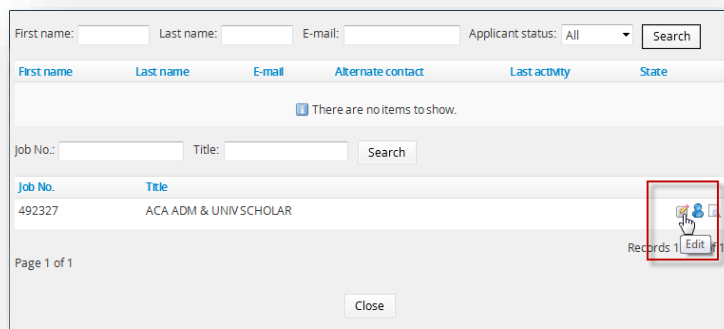 First name: Last name: E-mail: Applicant status: All Search
First name Last name E-mail Alternate contact Last activity State
There are no items to show.
Job No.: Title: Search
Job No. Title
492327 ACA ADM & UNIV SCHOLAR
Records 1 Edit f 1
Page 1 of 1
Close